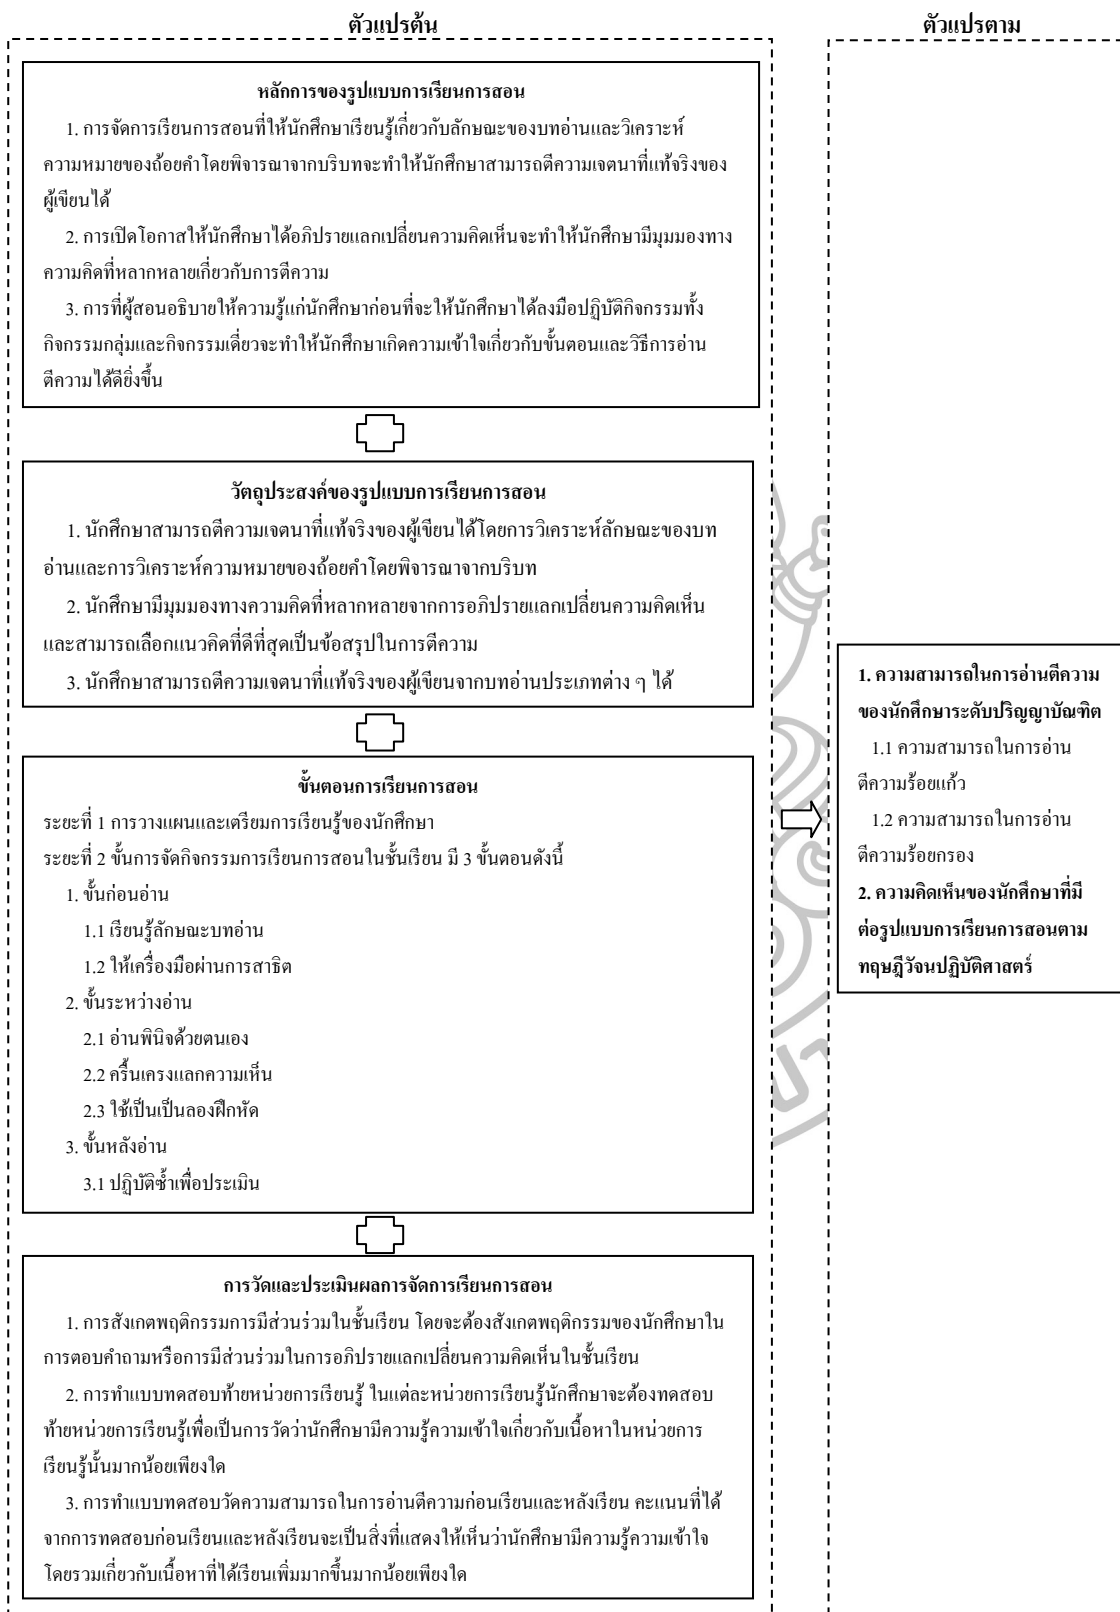 ตัวแปรต้น
ตัวแปรตาม
หลักการของรูปแบบการเรียนการสอน
1. การจัดการเรียนการสอนที่ให้นักศึกษาเรียนรู้เกี่ยวกับลักษณะของบทอ่านและวิเคราะห์
ความหมายของถ้อยคำโดยพิจารณาจากบริบทจะทำให้นักศึกษาสามารถตีความเจตนาที่แท้จริงของ
ผู้เขียนได้
2. การเปิดโอกาสให้นักศึกษาได้อภิปรายแลกเปลี่ยนความคิดเห็นจะทำให้นักศึกษามีมุมมองทาง
ความคิดที่หลากหลายเกี่ยวกับการตีความ
3. การที่ผู้สอนอธิบายให้ความรู้แก่นักศึกษาก่อนที่จะให้นักศึกษาได้ลงมือปฏิบัติกิจกรรมทั้ง
กิจกรรมกลุ่มและกิจกรรมเดี่ยวจะทำให้นักศึกษาเกิดความเข้าใจเกี่ยวกับขั้นตอนและวิธีการอ่าน
ตีความได้ดียิ่งขึ้น
วัตถุประสงค์ของรูปแบบการเรียนการสอน
1. นักศึกษาสามารถตีความเจตนาที่แท้จริงของผู้เขียนได้โดยการวิเคราะห์ลักษณะของบท
อ่านและการวิเคราะห์ความหมายของถ้อยคำโดยพิจารณาจากบริบท
2. นักศึกษามีมุมมองทางความคิดที่หลากหลายจากการอภิปรายแลกเปลี่ยนความคิดเห็น
และสามารถเลือกแนวคิดที่ดีที่สุดเป็นข้อสรุปในการตีความ
3. นักศึกษาสามารถตีความเจตนาที่แท้จริงของผู้เขียนจากบทอ่านประเภทต่าง ๆ ได้
ขั้นตอนการเรียนการสอน
ระยะที่ 1 การวางแผนและเตรียมการเรียนรู้ของนักศึกษา
ระยะที่ 2 ขั้นการจัดกิจกรรมการเรียนการสอนในชั้นเรียน มี 3 ขั้นตอนดังนี้
1. ขั้นก่อนอ่าน
1.1 เรียนรู้ลักษณะบทอ่าน
1.2 ให้เครื่องมือผ่านการสาธิต
2. ขั้นระหว่างอ่าน
2.1 อ่านพินิจด้วยตนเอง
2.2 ครื้นเครงแลกความเห็น
2.3 ใช้เป็นเป็นลองฝึกหัด
3. ขั้นหลังอ่าน
3.1 ปฏิบัติซ้ำเพื่อประเมิน
การวัดและประเมินผลการจัดการเรียนการสอน
1. การสังเกตพฤติกรรมการมีส่วนร่วมในชั้นเรียน โดยจะต้องสังเกตพฤติกรรมของนักศึกษาใน
การตอบคำถามหรือการมีส่วนร่วมในการอภิปรายแลกเปลี่ยนความคิดเห็นในชั้นเรียน
2. การทำแบบทดสอบท้ายหน่วยการเรียนรู้ ในแต่ละหน่วยการเรียนรู้นักศึกษาจะต้องทดสอบ
ท้ายหน่วยการเรียนรู้เพื่อเป็นการวัดว่านักศึกษามีความรู้ความเข้าใจเกี่ยวกับเนื้อหาในหน่วยการ
เรียนรู้นั้นมากน้อยเพียงใด
3. การทำแบบทดสอบวัดความสามารถในการอ่านตีความก่อนเรียนและหลังเรียน คะแนนที่ได้
จากการทดสอบก่อนเรียนและหลังเรียนจะเป็นสิ่งที่แสดงให้เห็นว่านักศึกษามีความรู้ความเข้าใจ
โดยรวมเกี่ยวกับเนื้อหาที่ได้เรียนเพิ่มมากขึ้นมากน้อยเพียงใด
1. ความสามารถในการอ่านตีความ
ของนักศึกษาระดับปริญญาบัณฑิต
1.1 ความสามารถในการอ่าน
ตีความร้อยแก้ว
1.2 ความสามารถในการอ่าน
ตีความร้อยกรอง
2. ความคิดเห็นของนักศึกษาที่มี
ต่อรูปแบบการเรียนการสอนตาม
ทฤษฎีวัจนปฏิบัติศาสตร์